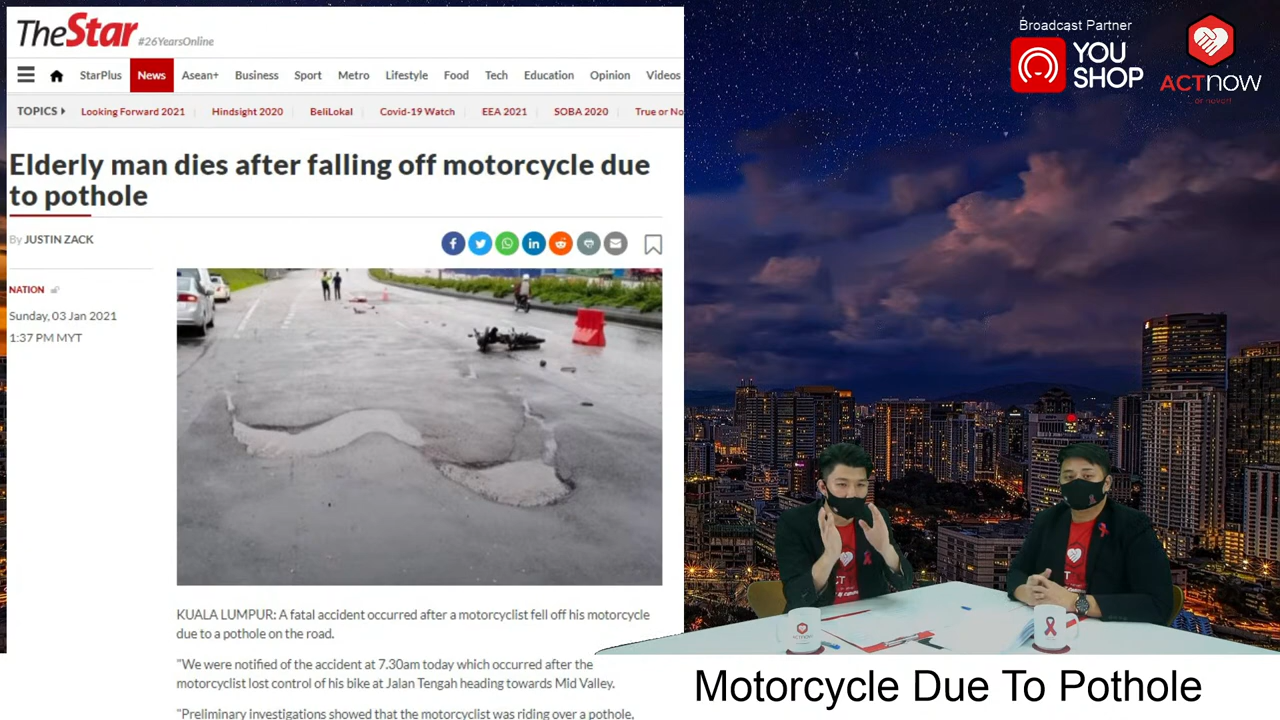 TheStar #26YearsOnline
StarPlus News Asean+ Business Sport Metro Lifestyle Food Tech Education Opinion Videos
TOPICS Looking Forward 2021 Hindsight 2020 BeliLokal Covid-19 Watch EEA 2021 SOBA 2020 True or No
Elderly man dies after falling off motorcycle due
to pothole
By JUSTIN ZACK
NATION
Sunday, 03 Jan 2021
1:37 PM MYT
KUALA LUMPUR: A fatal accident occurred after a motorcyclist fell off his motorcycle
due to a pothole on the road.
"We were notified of the accident at 7.30am today which occurred after the
motorcyclist lost control of his bike at Jalan Tengah heading towards Mid Valley.
"Preliminary investigations showed that the motorcyclist was riding over a pothole,
Broadcast Partner
YOU
SHOP
ACTNOW
or never!
Motorcycle Due To Pothole